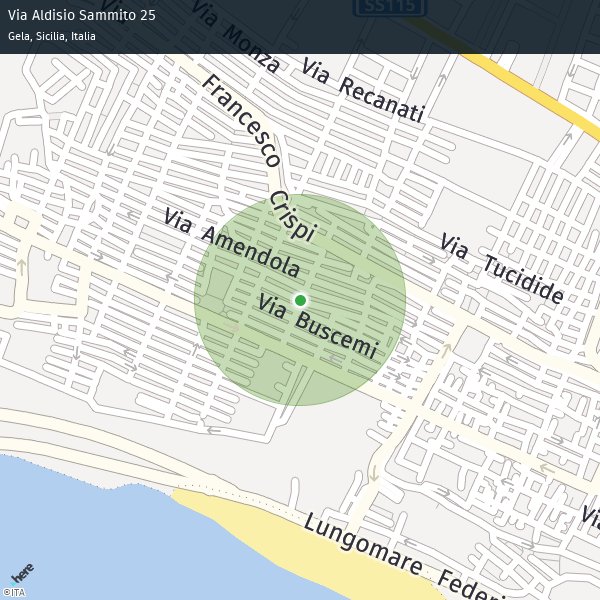 Via Aldisio Sammito 25
Gela, Sicilia, Italia
SS115
Via Monza
Via Recanati
Francesco Crispi
Via Amendola
Via Tucidide
Via Buscemi
Via
Lungomare Federi
here
©ITA